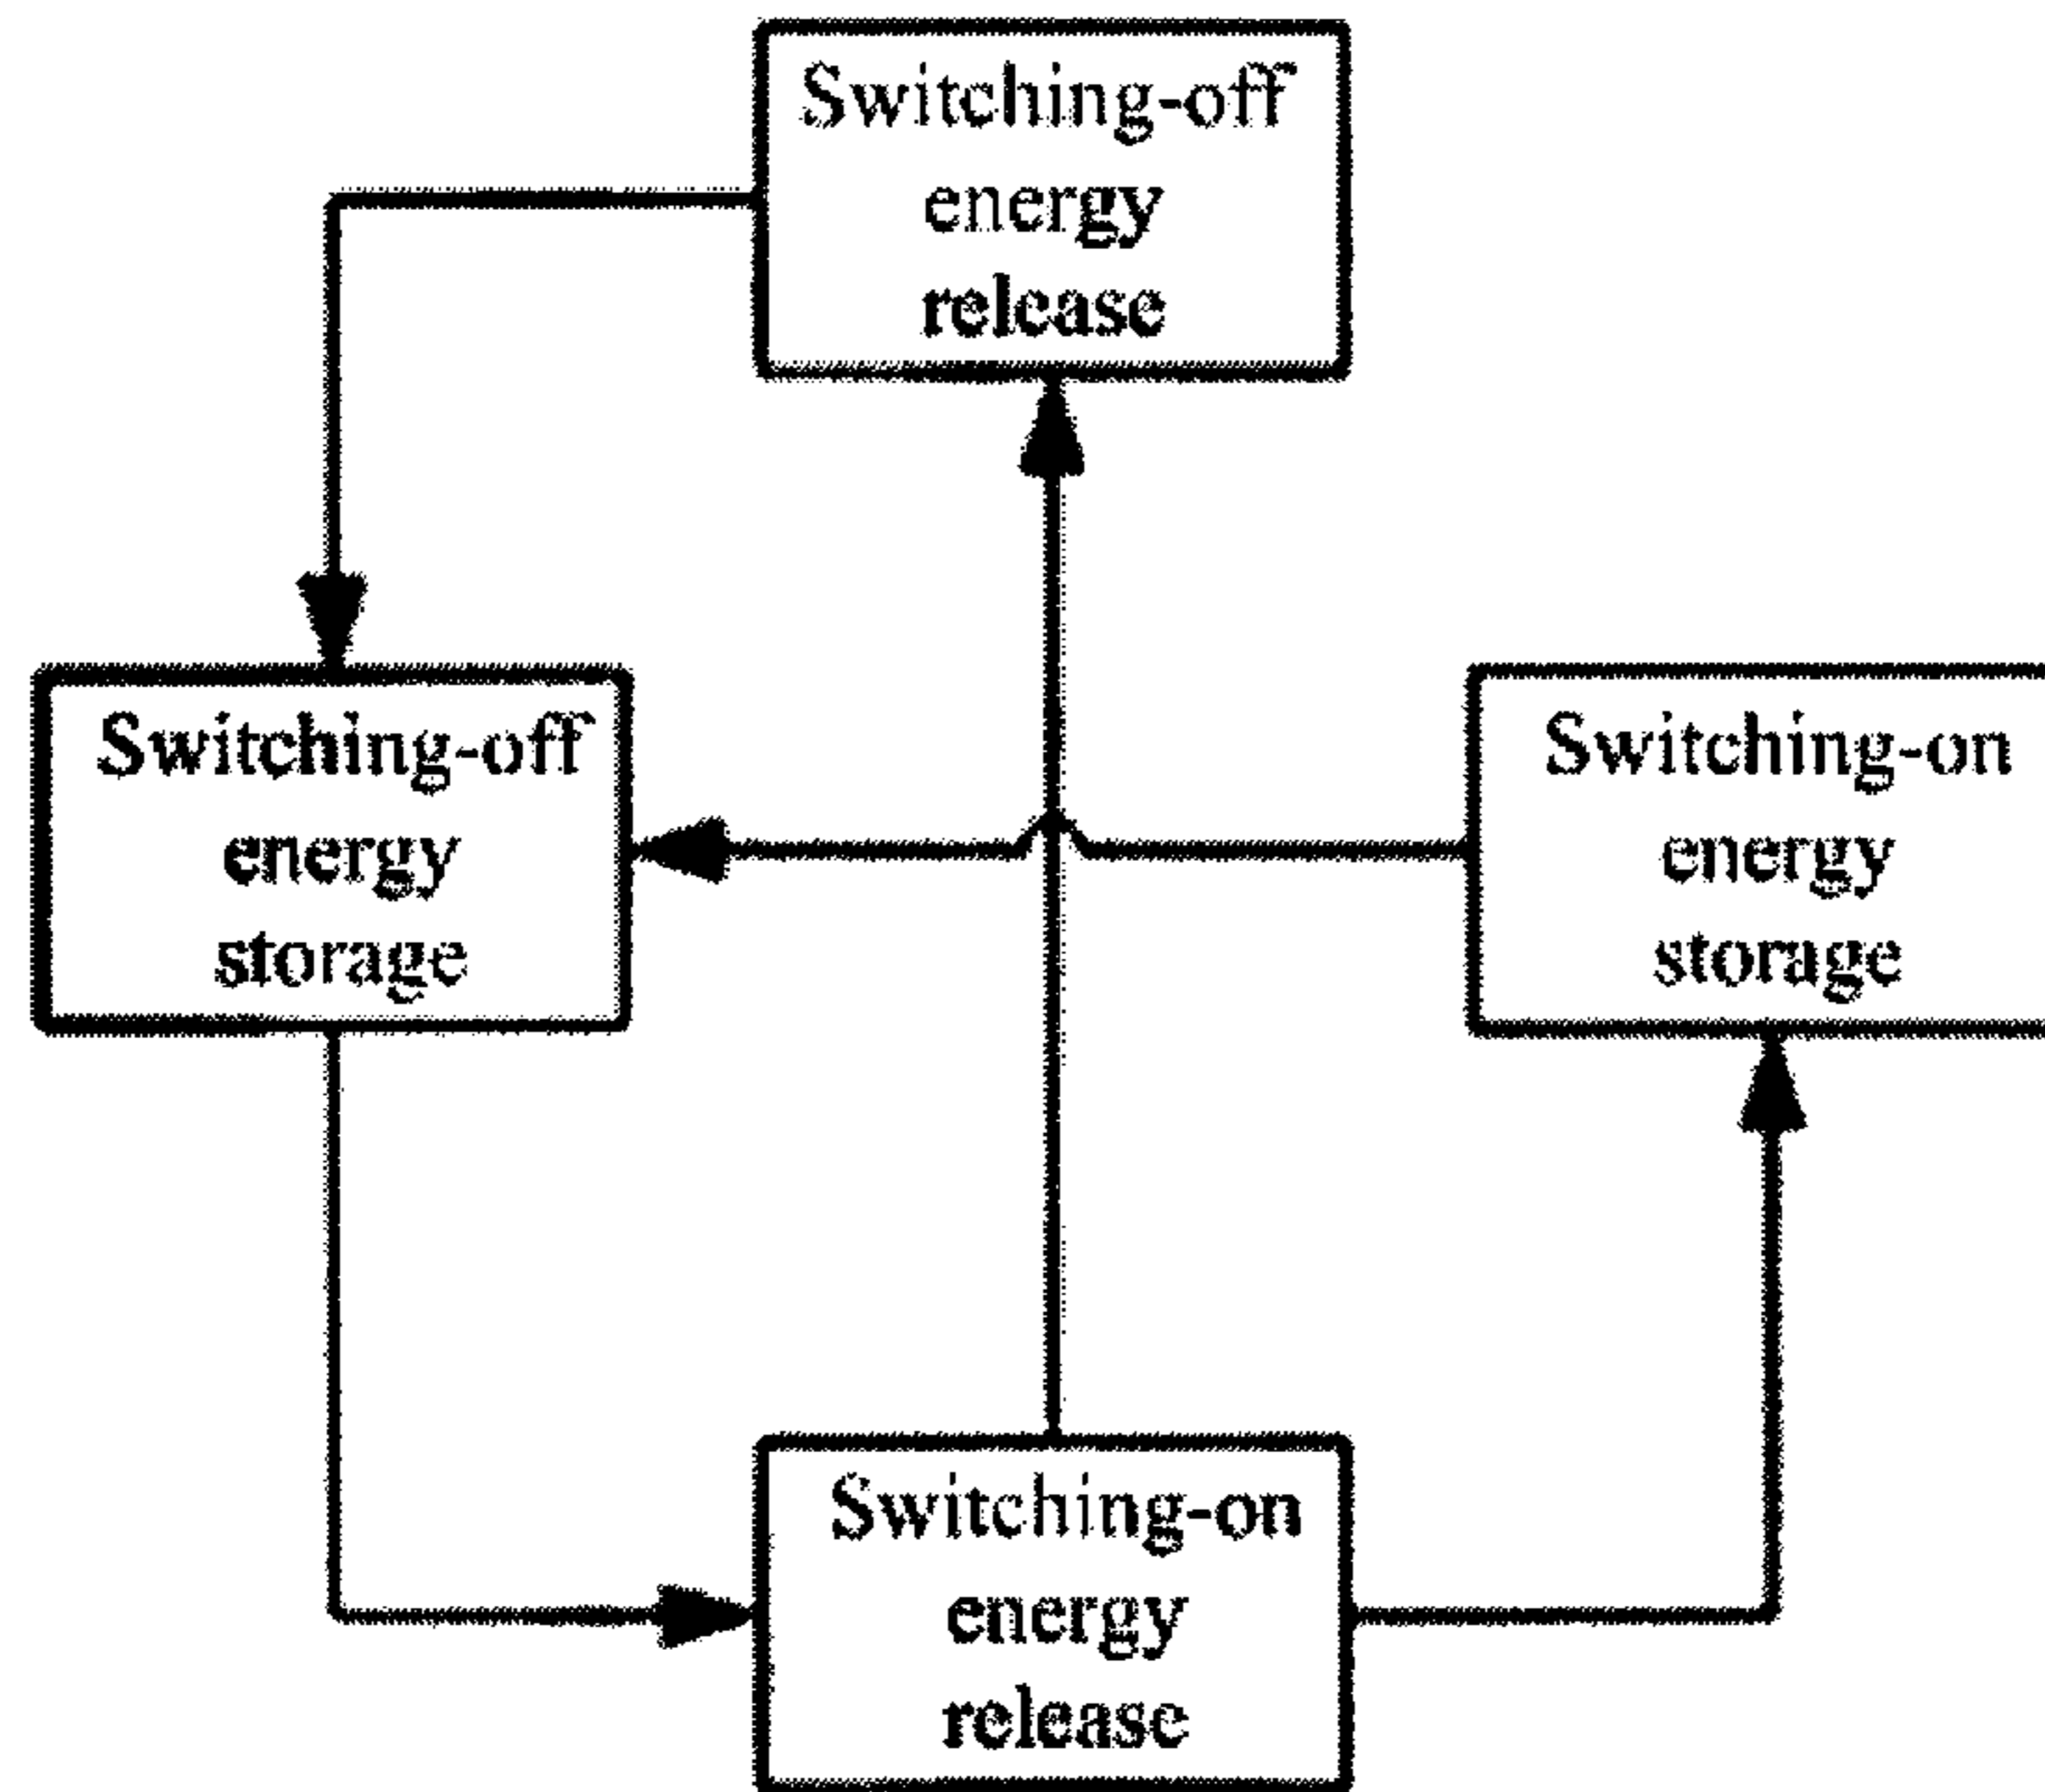 Switching-off
energy
release
Switching-off
energy
storage
Switching-on
energy
storage
Switching-on
energy
release